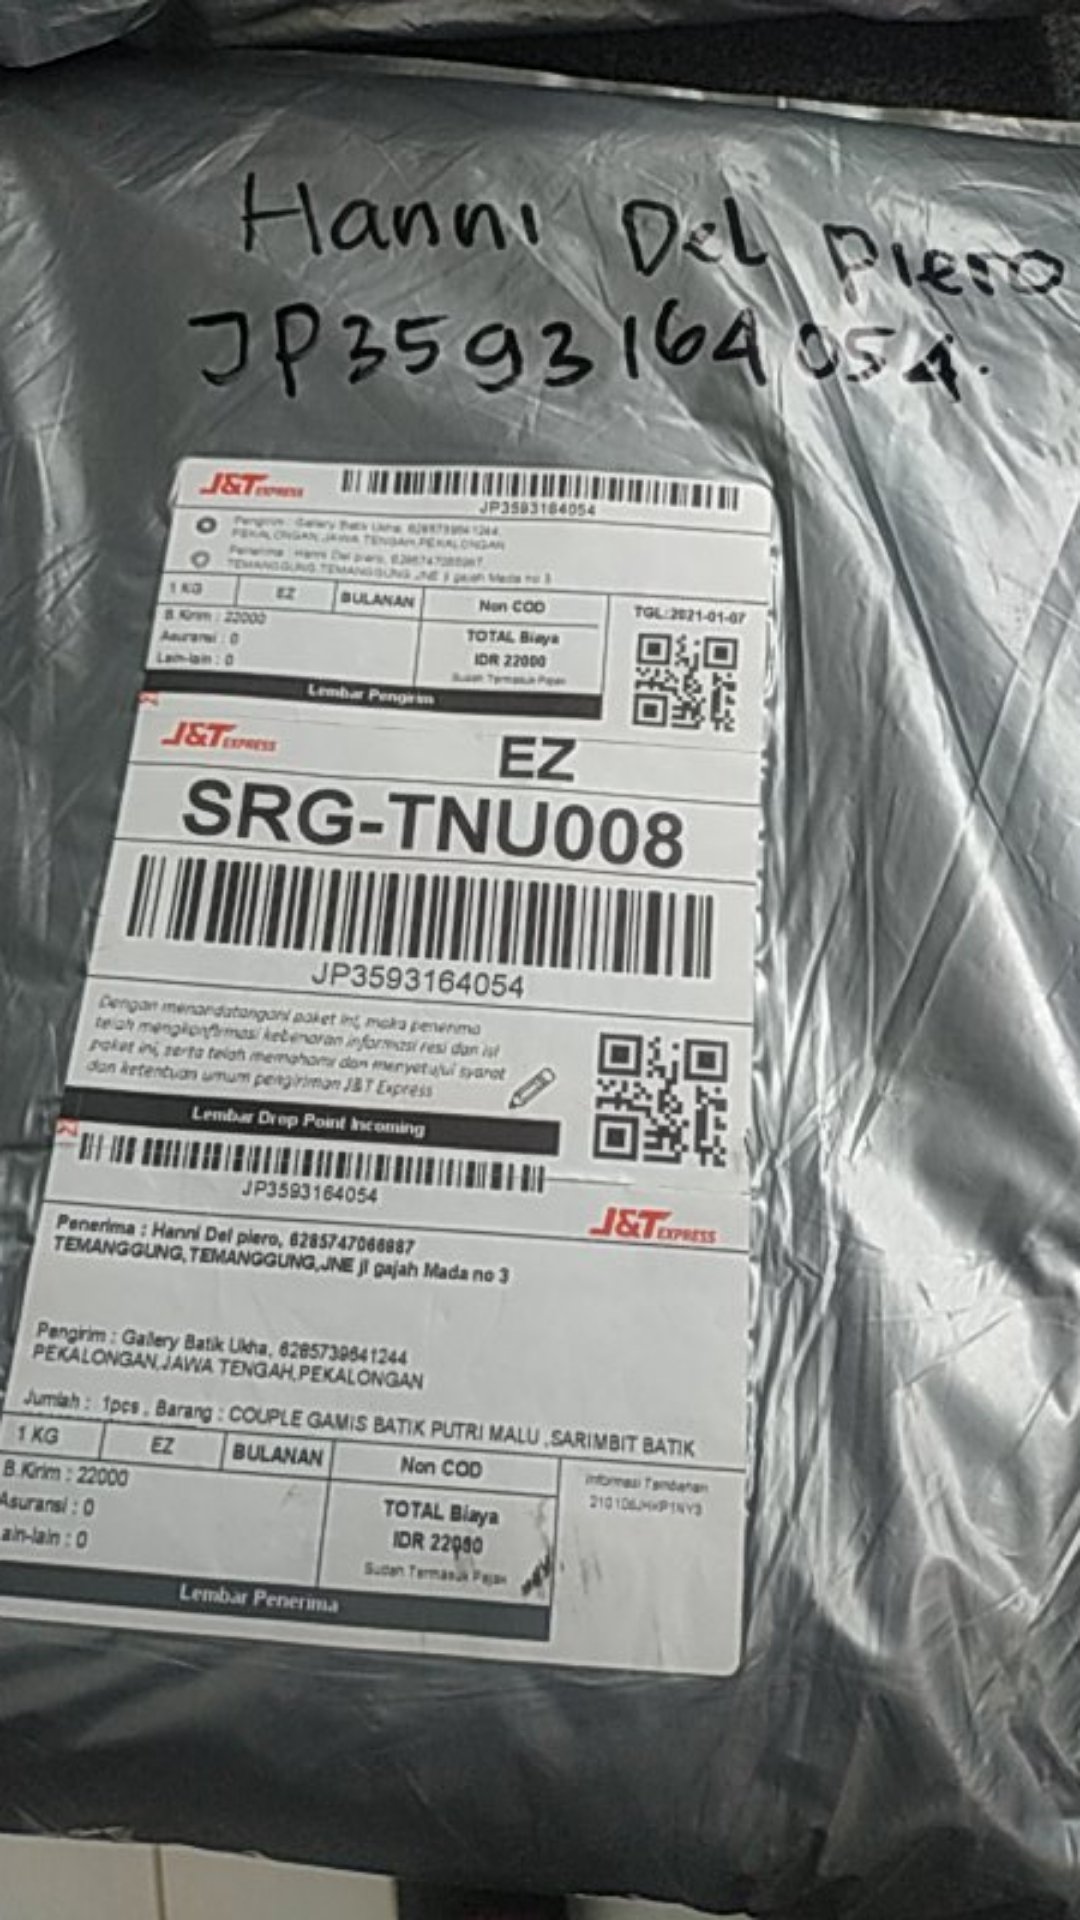 Hanni Del Piero
JP3593164054.
J&T EXPRESS
JP3593164054
Pengirim : Gallery Batik Ukha, 6285739641244
PEKALONGAN,JAWA TENGAH,PEKALONGAN
Penerima : Hanni Del piero,
TEMANGGUNG,TEMANGGUNG,JNE jl gajah Mada no 3
1 KG EZ BULANAN Non COD TGL:2021-01-07
B.Kirim : 22000
Asuransi : 0
Lain-lain : 0
TOTAL Biaya
IDR 22000
Sudah Termasuk Pajak
Lembar Pengirim
J&T EXPRESS
EZ
SRG-TNU008
JP3593164054
Dengan menandatangani paket ini, maka penerima
telah mengkonfirmasi kebenaran informasi resi dan isi
paket ini, serta telah memahami dan menyetujui syarat
dan ketentuan umum pengiriman J&T Express
Lembar Drop Point Incoming
JP3593164054
J&T EXPRESS
Penerima : Hanni Del piero,
TEMANGGUNG,TEMANGGUNG,JNE jl gajah Mada no 3
Pengirim : Gallery Batik Ukha, 6285739641244
PEKALONGAN,JAWA TENGAH,PEKALONGAN
Jumlah : 1pcs , Barang : COUPLE GAMIS BATIK PUTRI MALU ,SARIMBIT BATIK
1 KG EZ BULANAN Non COD Informasi Tambahan
B.Kirim : 22000
Asuransi : 0
ain-lain : 0
TOTAL Biaya
IDR 22000
Sudah Termasuk Pajak
Lembar Penerima